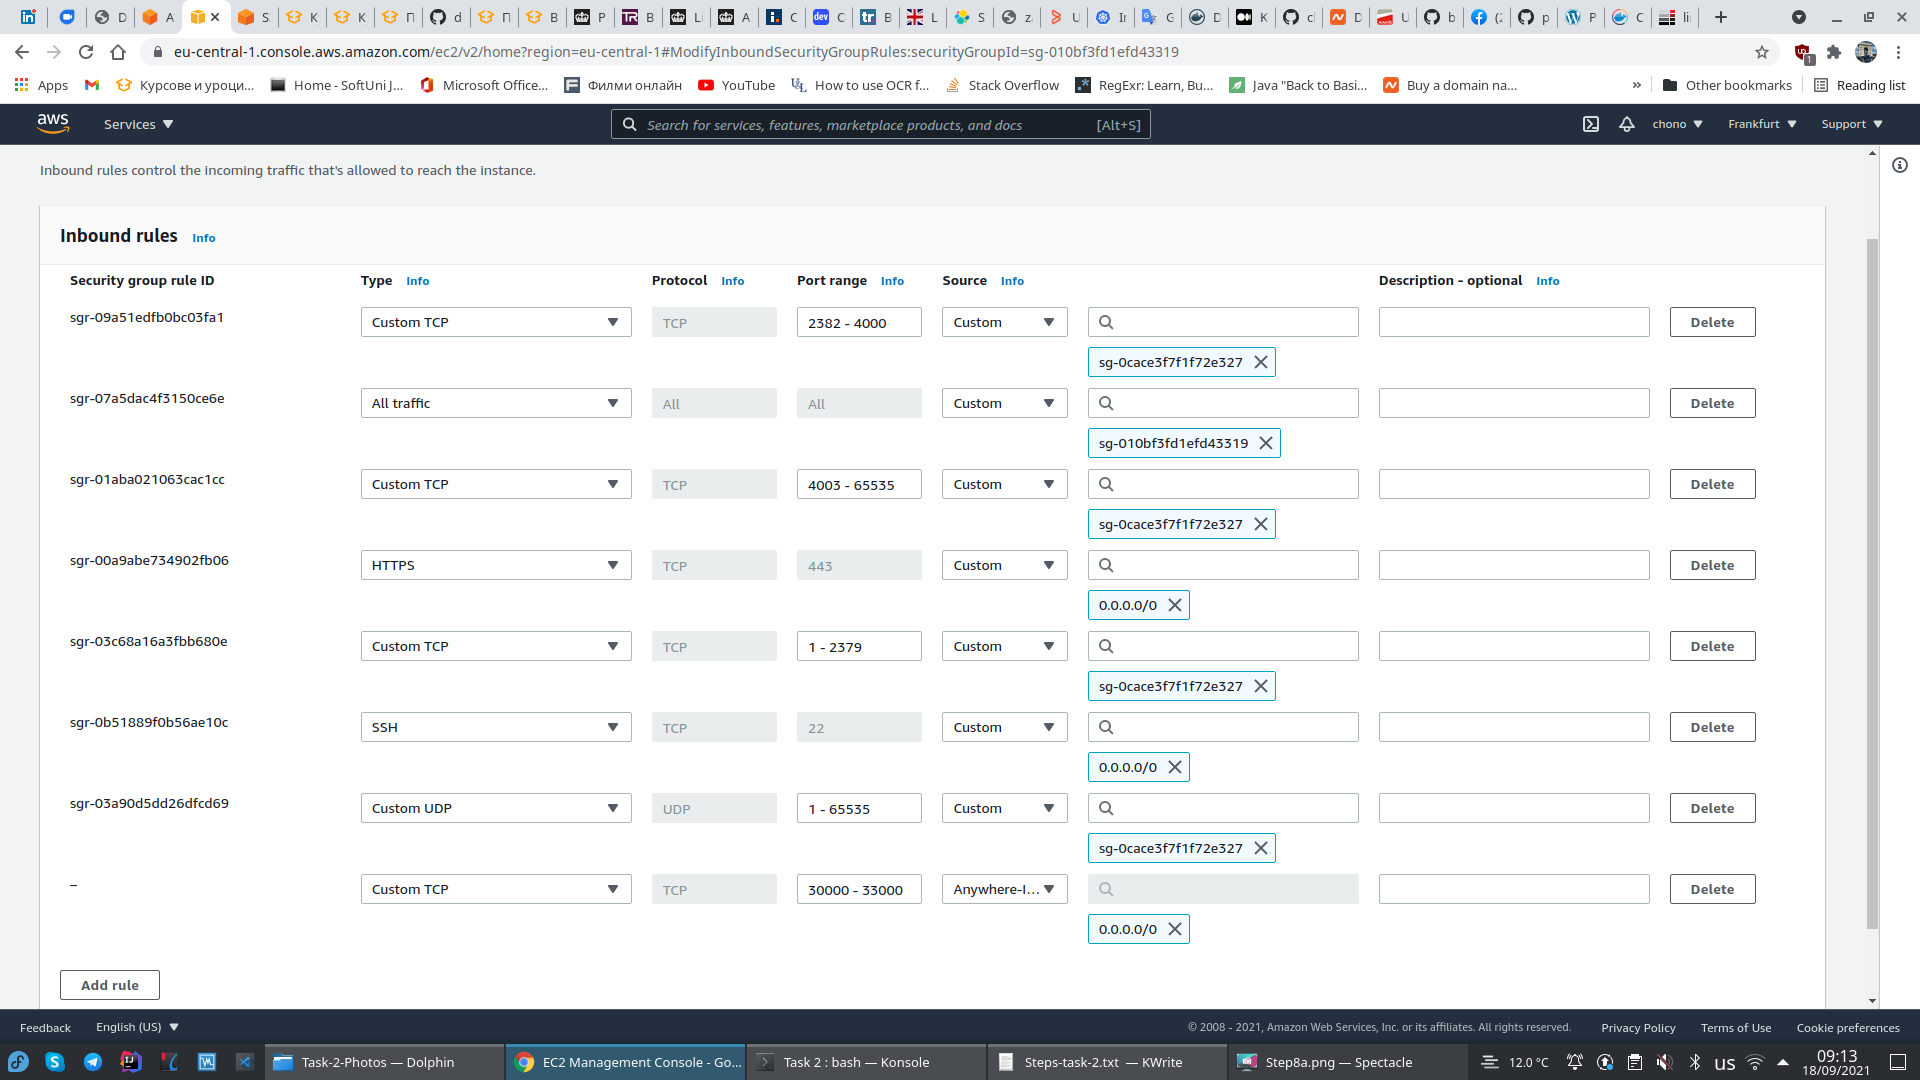 eu-central-1.console.aws.amazon.com/ec2/v2/home?region=eu-central-1#ModifyInboundSecurityGroupRules:securityGroupId=sg-010bf3fd1efd43319
Apps Курсове и уроци... Home - SoftUni J... Microsoft Office... Филми онлайн YouTube How to use OCR f... Stack Overflow RegExr: Learn, Bu... Java "Back to Basi... Buy a domain na... » Other bookmarks Reading list
aws Services Search for services, features, marketplace products, and docs [Alt+S] chono Frankfurt Support
Inbound rules control the incoming traffic that's allowed to reach the instance.
Inbound rules Info
Security group rule ID Type Info Protocol Info Port range Info Source Info Description - optional Info
sgr-09a51edfb0bc03fa1 Custom TCP TCP 2382 - 4000 Custom Delete
sg-0cace3f7f1f72e327
sgr-07a5dac4f3150ce6e All traffic All All Custom Delete
sg-010bf3fd1efd43319
sgr-01aba021063cac1cc Custom TCP TCP 4003 - 65535 Custom Delete
sg-0cace3f7f1f72e327
sgr-00a9abe734902fb06 HTTPS TCP 443 Custom Delete
0.0.0.0/0
sgr-03c68a16a3fbb680e Custom TCP TCP 1 - 2379 Custom Delete
sg-0cace3f7f1f72e327
sgr-0b51889f0b56ae10c SSH TCP 22 Custom Delete
0.0.0.0/0
sgr-03a90d5dd26dfcd69 Custom UDP UDP 1 - 65535 Custom Delete
sg-0cace3f7f1f72e327
– Custom TCP TCP 30000 - 33000 Anywhere-I... Delete
0.0.0.0/0
Add rule
Feedback English (US) © 2008 - 2021, Amazon Web Services, Inc. or its affiliates. All rights reserved. Privacy Policy Terms of Use Cookie preferences
Task-2-Photos — Dolphin EC2 Management Console - Go... Task 2 : bash — Konsole Steps-task-2.txt — KWrite Step8a.png — Spectacle 12.0 °C us 09:13
18/09/2021